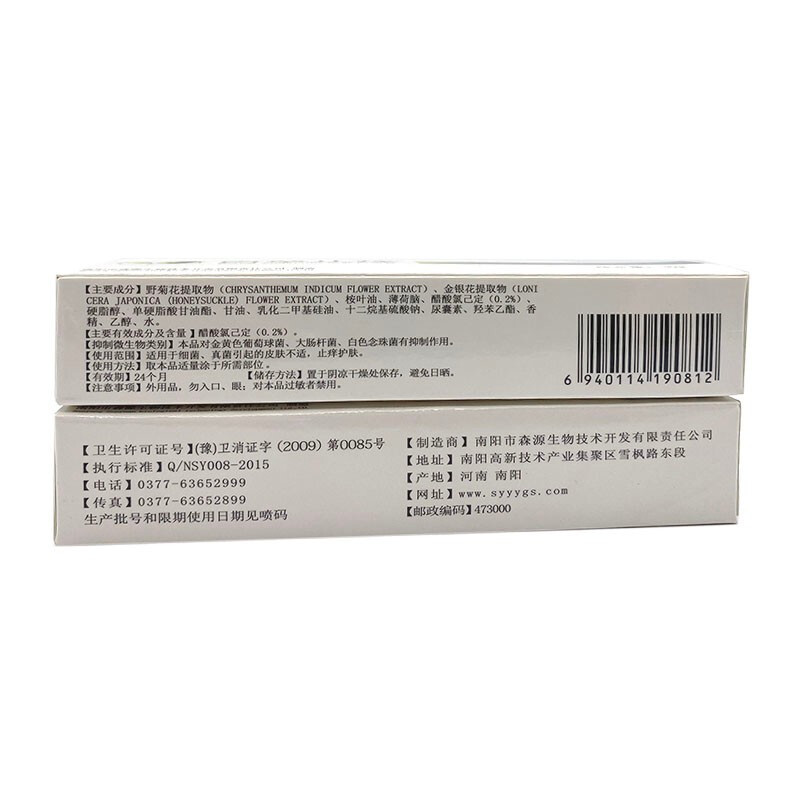 【主要成分】野菊花提取物（CHRYSANTHEMUM INDICUM FLOWER EXTRACT）、金银花提取物（LONI
CERA JAPONICA (HONEYSUCKLE) FLOWER EXTRACT）、桉叶油、薄荷脑、醋酸氯己定（0.2%）、
硬脂醇、单硬脂酸甘油酯、甘油、乳化二甲基硅油、十二烷基硫酸钠、尿囊素、羟苯乙酯、香
精、乙醇、水。
【主要有效成分及含量】醋酸氯己定（0.2%）。
【抑制微生物类别】本品对金黄色葡萄球菌、大肠杆菌、白色念珠菌有抑制作用。
【使用范围】适用于细菌、真菌引起的皮肤不适，止痒护肤。
【使用方法】取本品适量涂于所需部位。
【有效期】24个月 【储存方法】置于阴凉干燥处保存，避免日晒。
【注意事项】外用品，勿入口、眼；对本品过敏者禁用。
6 940114 190812
【卫生许可证号】(豫)卫消证字 (2009) 第0085号
【执行标准】Q/NSY008-2015
【电话】0377-63652999
【传真】0377-63652899
生产批号和限期使用日期见喷码
【制造商】南阳市森源生物技术开发有限责任公司
【地址】南阳高新技术产业集聚区雪枫路东段
【产地】河南 南阳
【网址】www.syyygs.com
【邮政编码】473000